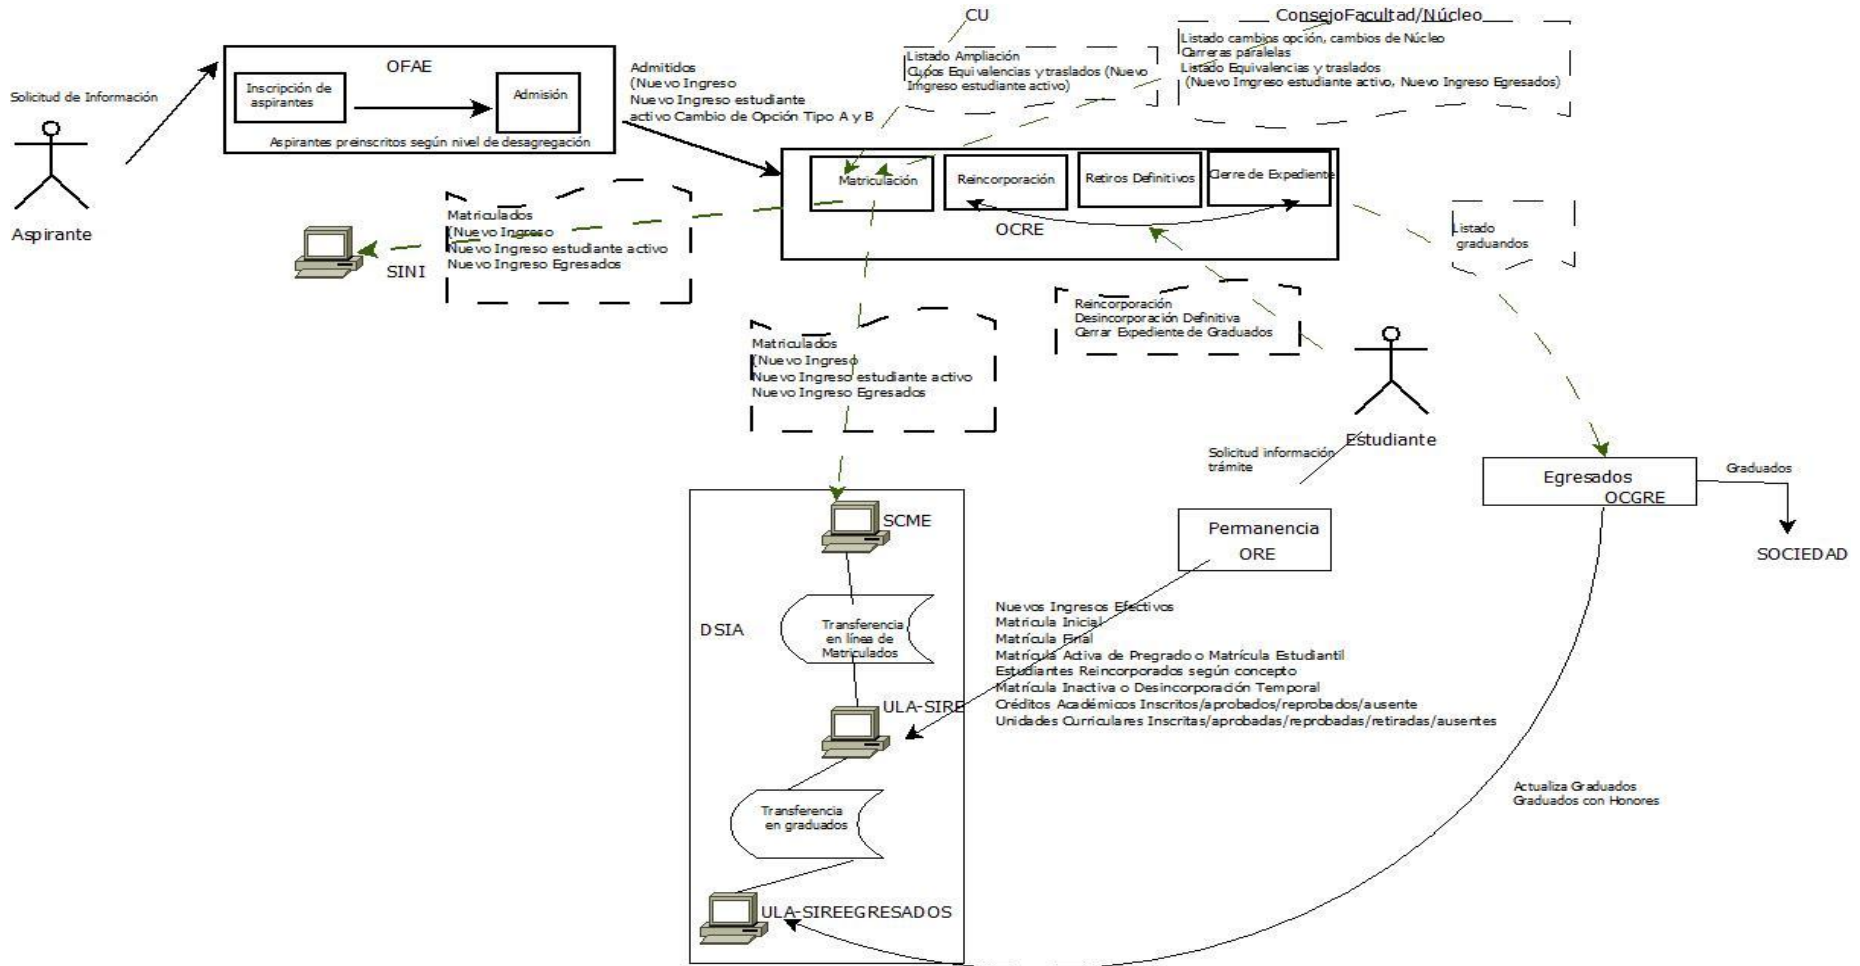 CU
ConsejoFacultad/Núcleo
Listado cambios opción, cambios de Núcleo
Carreras paralelas
Listado Equivalencias y traslados
(Nuevo Imgreso estudiante activo, Nuevo Ingreso Egresados)
Listado Ampliación
Cupos Equivalencias y traslados (Nuevo
Imgreso estudiante activo)
OFAE
Inscripción de
aspirantes
Admisión
Aspirantes preinscritos según nivel de desagregación
Solicitud de Información
Aspirante
Admitidos
(Nuevo Ingreso
Nuevo Ingreso estudiante
activo Cambio de Opción Tipo A y B
Matriculación
Reincorporación
Retiros Definitivos
Cierre de Expediente
OCRE
Matriculados
(Nuevo Ingreso
Nuevo Ingreso estudiante activo
Nuevo Ingreso Egresados
SINI
Listado
graduandos
Reincorporación
Desincorporación Definitiva
Cerrar Expediente de Graduados
Matriculados
(Nuevo Ingreso
Nuevo Ingreso estudiante activo
Nuevo Ingreso Egresados
Estudiante
Solicitud información
trámite
Egresados
OCGRE
Graduados
SOCIEDAD
Permanencia
ORE
SCME
DSIA
Transferencia
en línea de
Matriculados
ULA-SIRE
Nuevos Ingresos Efectivos
Matricula Inicial
Matrícula Final
Matrícula Activa de Pregrado o Matrícula Estudiantil
Estudiantes Reincorporados según concepto
Matrícula Inactiva o Desincorporación Temporal
Créditos Académicos Inscritos/aprobados/reprobados/ausente
Unidades Curriculares Inscritas/aprobadas/reprobadas/retiradas/ausentes
Transferencia
en graduados
Actualiza Graduados
Graduados con Honores
ULA-SIREEGRESADOS